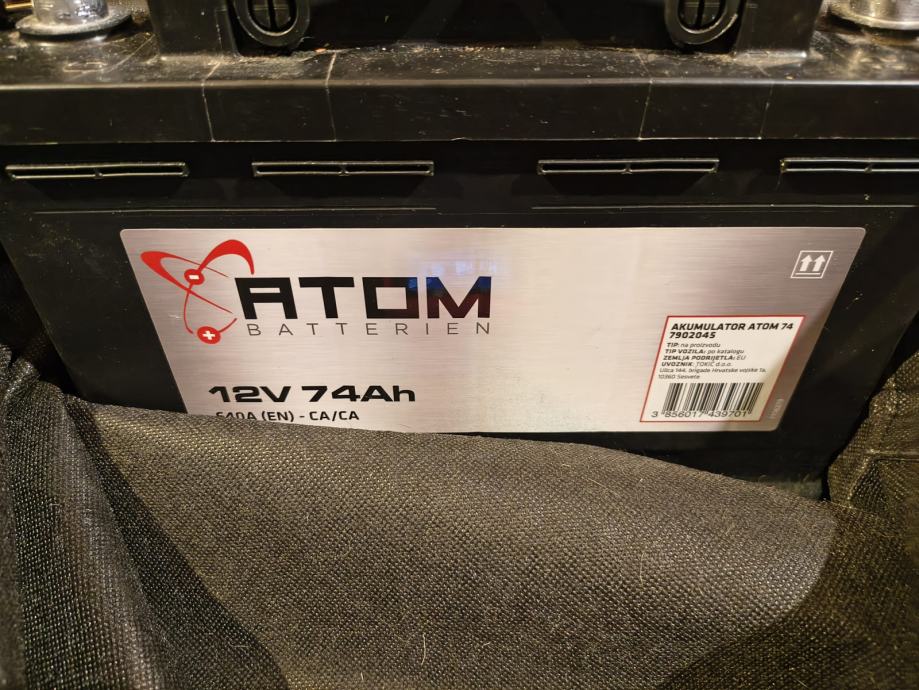 ATOM
BATTERIEN
12V 74Ah
640A (EN) - CA/CA
AKUMULATOR ATOM 74
7902045
TIP: na proizvodu
TIP VOZILA: po katalogu
ZEMLJA PODRIJETLA: EU
UVOZNIK: TOKIĆ d.o.o.
Ulica 144. brigade Hrvatske vojske 1a,
10360 Sesvete
3 856017 439701